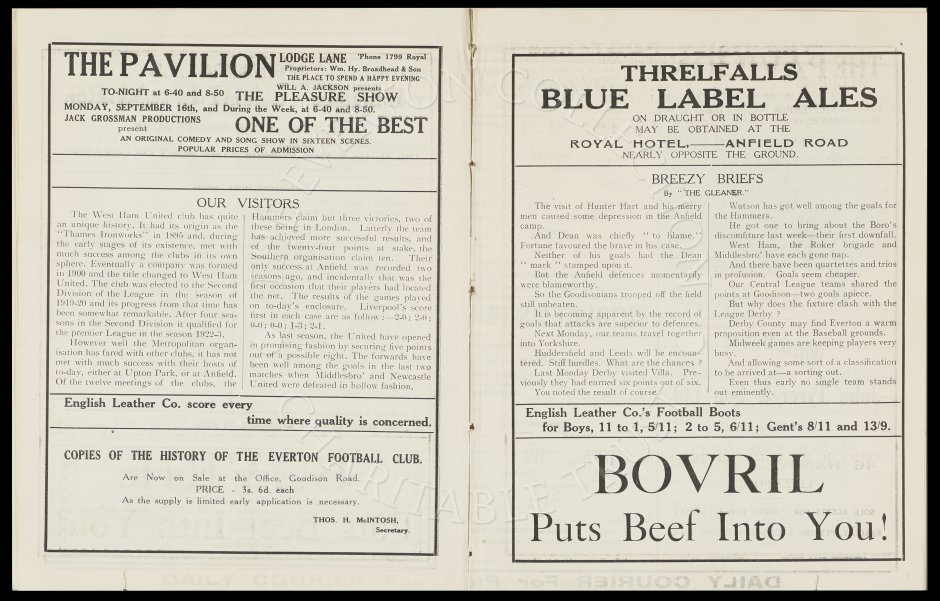 THE PAVILION
LODGE LANE 'Phone 1799 Royal
Proprietors: Wm. Hy. Broadhead & Son
THE PLACE TO SPEND A HAPPY EVENING
WILL A. JACKSON presents
TO-NIGHT at 6-40 and 8-50 THE PLEASURE SHOW
MONDAY, SEPTEMBER 16th, and During the Week, at 6-40 and 8-50.
JACK GROSSMAN PRODUCTIONS
present
ONE OF THE BEST
AN ORIGINAL COMEDY AND SONG SHOW IN SIXTEEN SCENES.
POPULAR PRICES OF ADMISSION
OUR VISITORS
The West Ham United club has quite
an unique history. It had its origin as the
"Thames Ironworks" in 1895 and, during
the early stages of its existence, met with
much success among the clubs in its own
sphere. Eventually a company was formed
in 1900 and the title changed to West Ham
United. The club was elected to the Second
Division of the League in the season of
1919-20 and its progress from that time has
been somewhat remarkable. After four sea-
sons in the Second Division it qualified for
the premier League in the season 1922-3.
However well the Metropolitan organ-
isation has fared with other clubs, it has not
met with much success with their hosts of
to-day, either at Upton Park, or at Anfield.
Of the twelve meetings of the clubs, the
Hammers claim but three victories, two of
these being in London. Latterly the team
has achieved more successful results, and
of the twenty-four points at stake, the
Southern organisation claim ten. Their
only success at Anfield was recorded two
seasons ago, and incidentally that was the
first occasion that their players had located
the net. The results of the games played
on to-day's enclosure. Liverpool's score
first in each case are as follow:—2-0; 2-0;
0-0; 0-0; 1-3; 2-1.
As last season, the United have opened
in promising fashion by securing five points
out of a possible eight. The forwards have
been well among the goals in the last two
matches when Middlesbro' and Newcastle
United were defeated in hollow fashion.
English Leather Co. score every
time where quality is concerned.
COPIES OF THE HISTORY OF THE EVERTON FOOTBALL CLUB.
Are Now on Sale at the Office, Goodison Road.
PRICE - 3s. 6d. each
As the supply is limited early application is necessary.
THOS. H. McINTOSH,
Secretary.
THRELFALLS
BLUE LABEL ALES
ON DRAUGHT OR IN BOTTLE
MAY BE OBTAINED AT THE
ROYAL HOTEL,——ANFIELD ROAD
NEARLY OPPOSITE THE GROUND.
BREEZY BRIEFS
By "THE GLEANER."
The visit of Hunter Hart and his merry
men caused some depression in the Anfield
camp.
And Dean was chiefly "to blame."
Fortune favoured the brave in his case.
Neither of his goals had the Dean
"mark" stamped upon it.
But the Anfield defences momentarily
were blameworthy.
So the Goodisonians trooped off the field
still unbeaten.
It is becoming apparent by the record of
goals that attacks are superior to defences.
Next Monday, our teams travel together
into Yorkshire.
Huddersfield and Leeds will be encoun-
tered. Stiff hurdles. What are the chances?
Last Monday Derby visited Villa. Pre-
viously they had earned six points out of six.
You noted the result of course.
Watson has got well among the goals for
the Hammers.
He got one to bring about the Boro's
discomfiture last week—their first downfall.
West Ham, the Roker brigade and
Middlesbro' have each gone nap.
And there have been quartettes and trios
in profusion. Goals seem cheaper.
Our Central League teams shared the
points at Goodison—two goals apiece.
But why does the fixture clash with the
League Derby?
Derby County may find Everton a warm
proposition even at the Baseball grounds.
Midweek games are keeping players very
busy.
And allowing some sort of a classification
to be arrived at—a sorting out.
Even thus early no single team stands
out eminently.
English Leather Co.'s Football Boots
for Boys, 11 to 1, 5/11; 2 to 5, 6/11; Gent's 8/11 and 13/9.
BOVRIL
Puts Beef Into You!